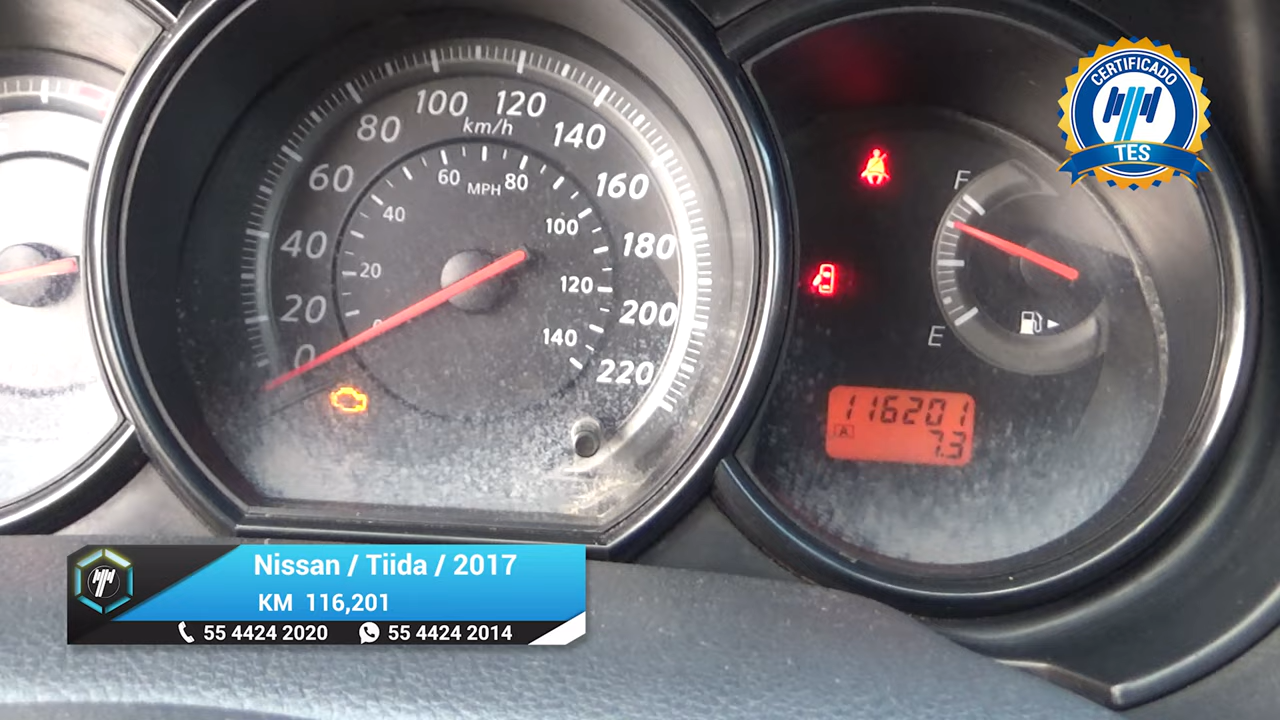 CERTIFICADO
TES
100 120
km/h
80 140
60 160
40 180
20 200
0 220
60 MPH 80
40 100
20 120
0 140
F
E
116201
A 7.3
Nissan / Tiida / 2017
KM 116,201
55 4424 2020 55 4424 2014